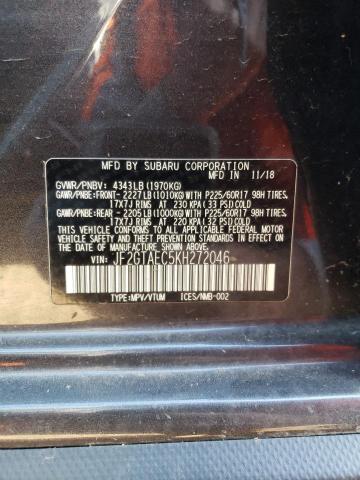 MFD BY SUBARU CORPORATION
MFD IN 11/18
GVWR/PNBV: 4343LB (1970KG)
GAWR/PNBE:FRONT- 2227LB(1010KG)WITH P225/60R17 98H TIRES,
17X7J RIMS AT 230 KPA (33 PSI)COLD
GAWR/PNBE:REAR - 2205LB(1000KG)WITH P225/60R17 98H TIRES,
17X7J RIMS AT 220 KPA (32 PSI)COLD
THIS VEHICLE CONFORMS TO ALL APPLICABLE FEDERAL MOTOR
VEHICLE SAFETY, BUMPER, AND THEFT PREVENTION STANDARDS IN
EFFECT ON THE DATE OF MANUFACTURE SHOWN ABOVE.
VIN: JF2GTAEC5KH272046
TYPE:MPV/VTUM ICES/NMB-002